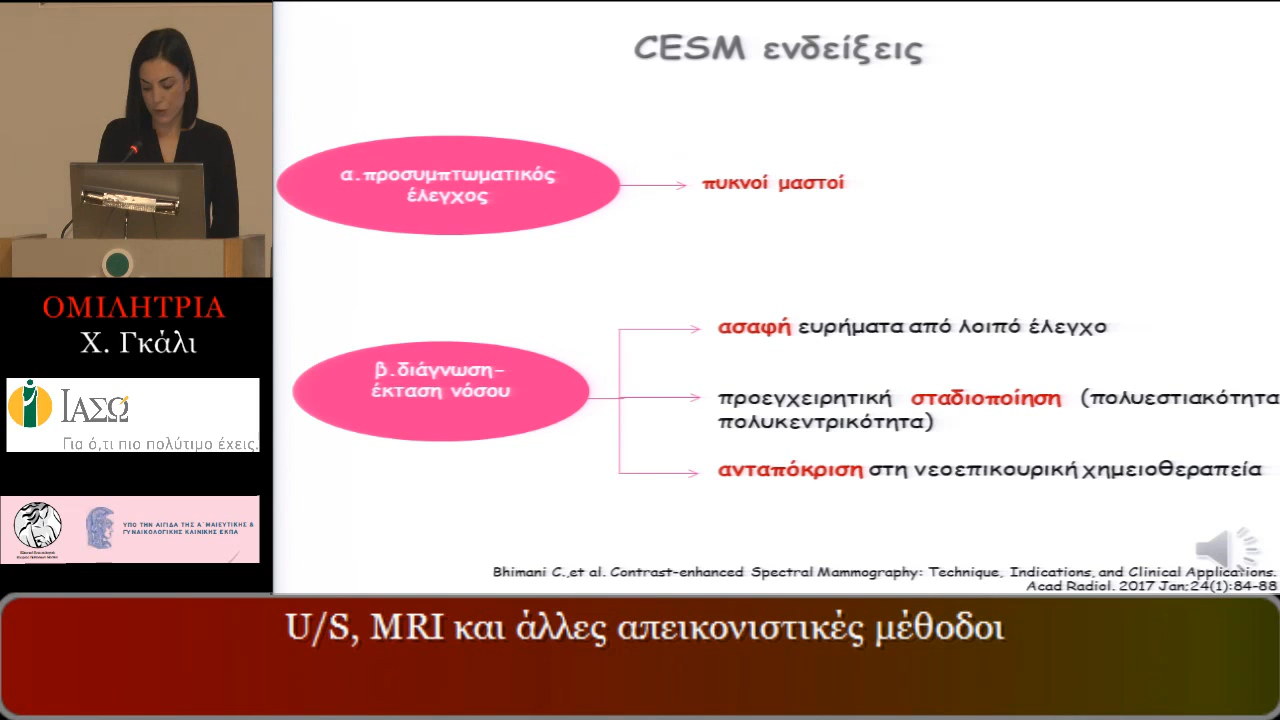 CESM ενδείξεις
α.προσυμπτωματικός
έλεγχος
πυκνοί μαστοί
β.διάγνωση-
έκταση νόσου
ασαφή ευρήματα από λοιπό έλεγχο
προεγχειρητική σταδιοποίηση (πολυεστιακότητα
πολυκεντρικότητα)
ανταπόκριση στη νεοεπικουρική χημειοθεραπεία
Bhimani C.,et al. Contrast-enhanced Spectral Mammography: Technique, Indications, and Clinical Applications.
Acad Radiol. 2017 Jan;24(1):84-88
ΟΜΙΛΗΤΡΙΑ
Χ. Γκάλι
ΙΑΣΩ
Για ό,τι πιο πολύτιμο έχεις.
ΥΠΟ ΤΗΝ ΑΙΓΙΔΑ ΤΗΣ Α΄ΜΑΙΕΥΤΙΚΗΣ &
ΓΥΝΑΙΚΟΛΟΓΙΚΗΣ ΚΛΙΝΙΚΗΣ ΕΚΠΑ
U/S, MRI και άλλες απεικονιστικές μέθοδοι